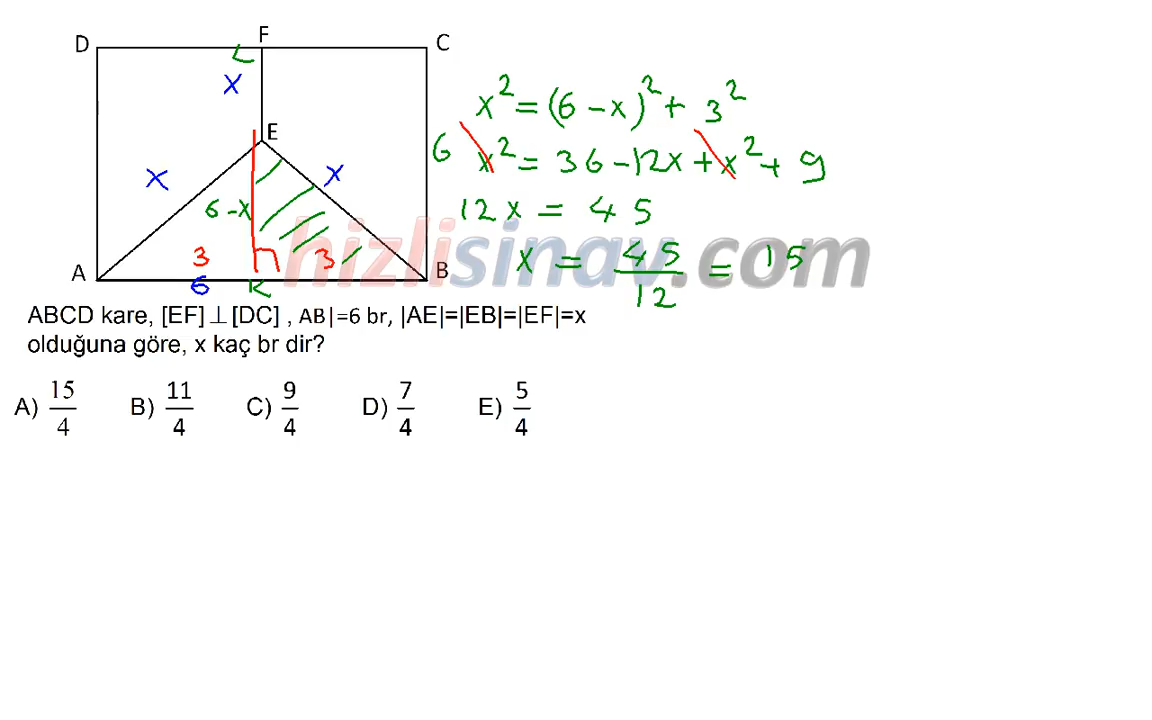 D F C
x
x² = (6 - x)² + 3²
E
6 x² = 36 - 12x + x² + 9
x x
6 - x
12x = 45
hizlisinav.com
3 3
x = 45/12 = 15
A B
6 K
ABCD kare, [EF]⊥[DC] , AB|=6 br, |AE|=|EB|=|EF|=x
olduğuna göre, x kaç br dir?
A) 15/4 B) 11/4 C) 9/4 D) 7/4 E) 5/4